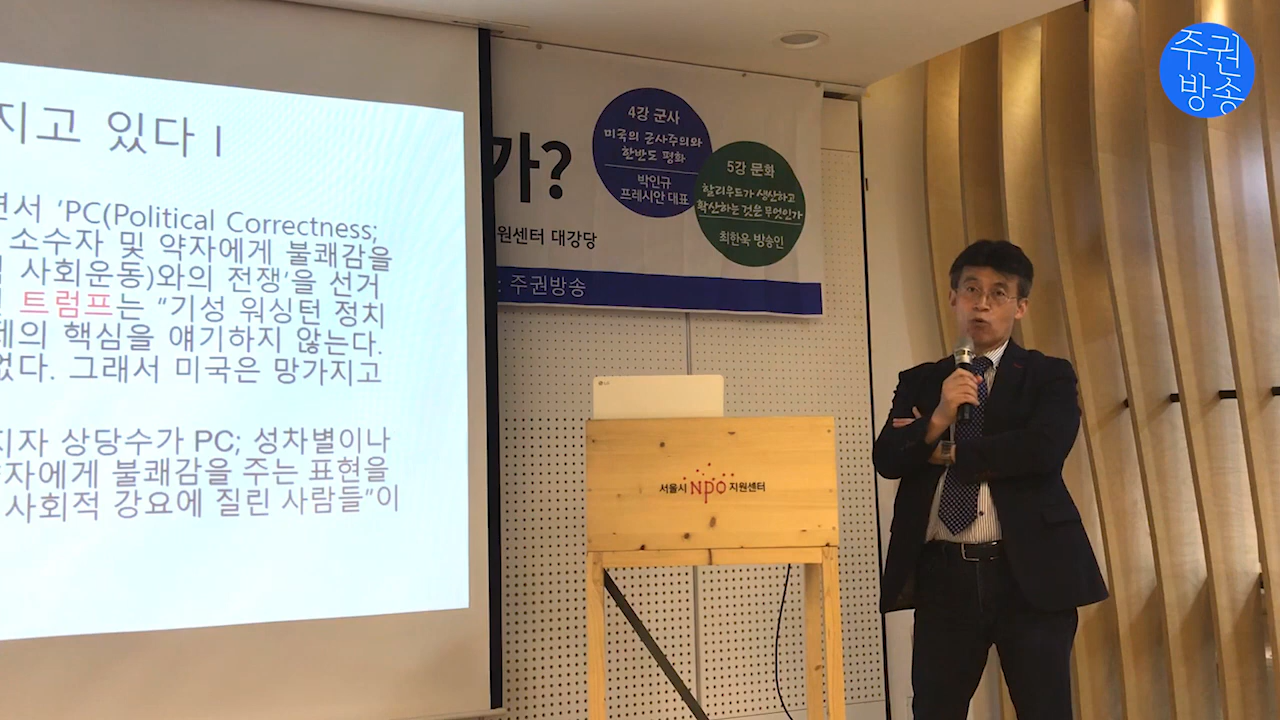 지고 있다 I
면서 ‘PC(Political Correctness;
소수자 및 약자에게 불쾌감을
사회운동)와의 전쟁‘을 선거
트럼프는 “기성 워싱턴 정치
제의 핵심을 얘기하지 않는다.
없다. 그래서 미국은 망가지고
지자 상당수가 PC; 성차별이나
약자에게 불쾌감을 주는 표현을
사회적 강요에 질린 사람들”이
가?
4강 군사
미국의 군사주의와
한반도 평화
박인규
프레시안 대표
5강 문화
할리우드가 생산하고
확산하는 것은 무엇인가
최한욱 방송인
원센터 대강당
: 주권방송
서울시 npo 지원센터
LG
주권
방송